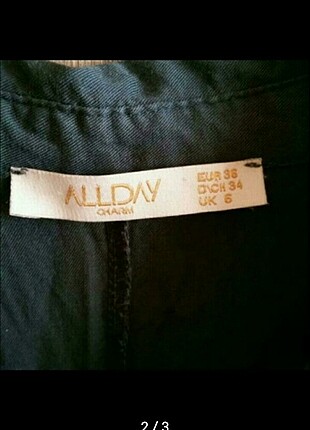 ALLDAY
CHARM
EUR 36
D/CH 34
UK 6
2 / 3